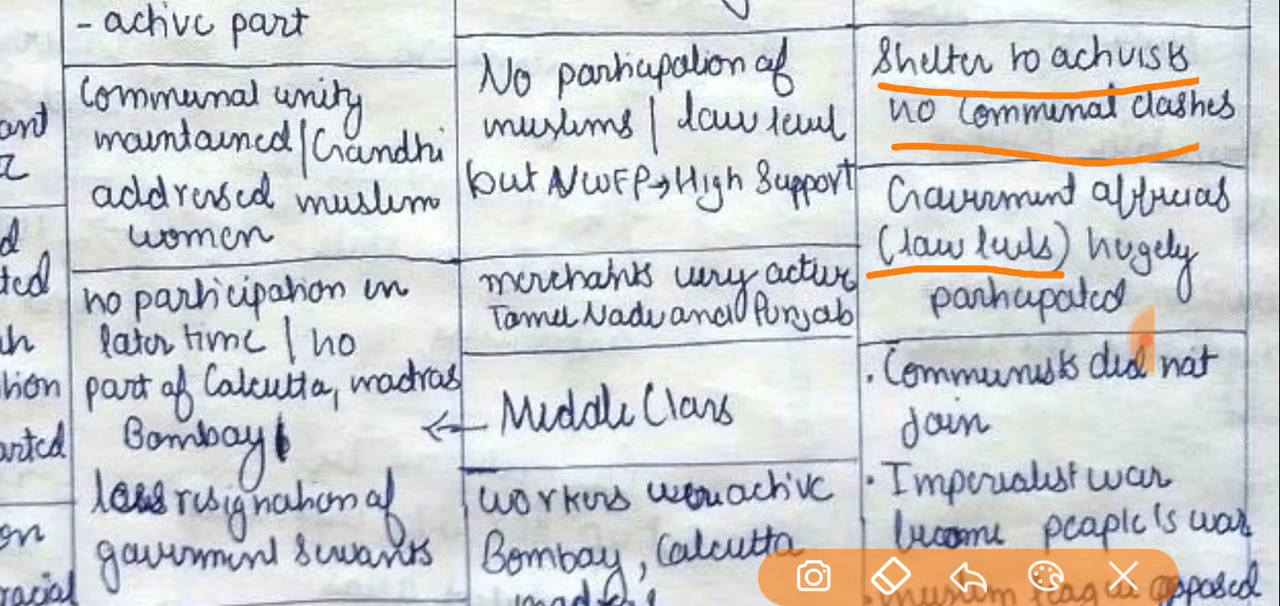 - active part
Communal unity
maintained / Gandhi
addressed muslim
women
no participation in
later time / no
part of Calcutta, madras
Bombay
less resignation of
government servants
No participation of
muslims / low level
but NWFP→High Support
merchants very active
Tamil Nadu and Punjab
← Middle Class
workers were active
Bombay, Calcutta
Shelter to activists
no communal clashes
Government officials
(low levels) hugely
participated
. Communists did not
join
. Imperialist war
become people's war
opposed